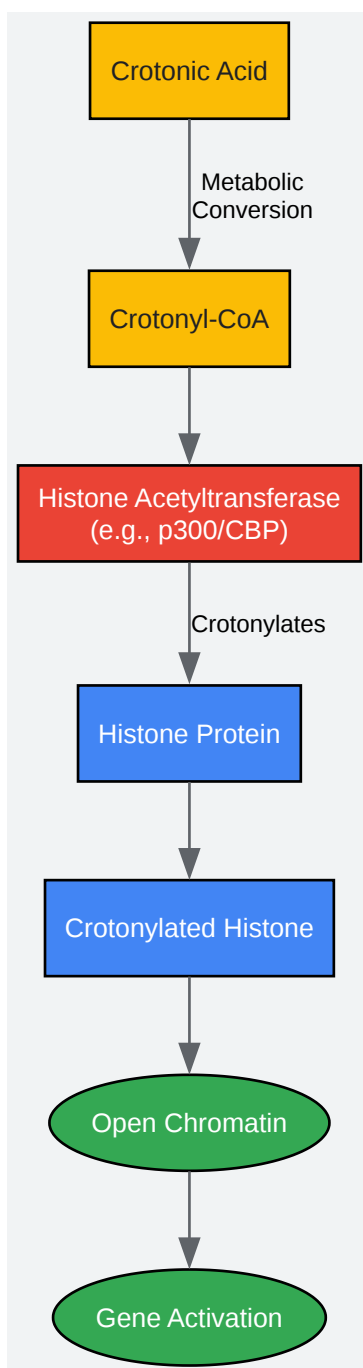 Crotonic Acid
Metabolic
Conversion
Crotonyl-CoA
Histone Acetyltransferase
(e.g., p300/CBP)
Crotonylates
Histone Protein
Crotonylated Histone
Open Chromatin
Gene Activation